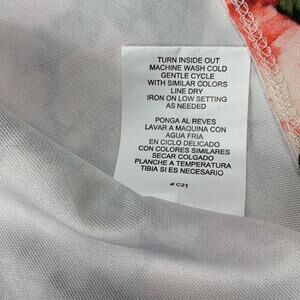 TURN INSIDE OUT
MACHINE WASH COLD
GENTLE CYCLE
WITH SIMILAR COLORS
LINE DRY
IRON ON LOW SETTING
AS NEEDED
PONGA AL REVES
LAVAR A MAQUINA CON
AGUA FRIA
EN CICLO DELICADO
CON COLORES SIMILARES
SECAR COLGADO
PLANCHE A TEMPERATURA
TIBIA SI ES NECESARIO
# C21